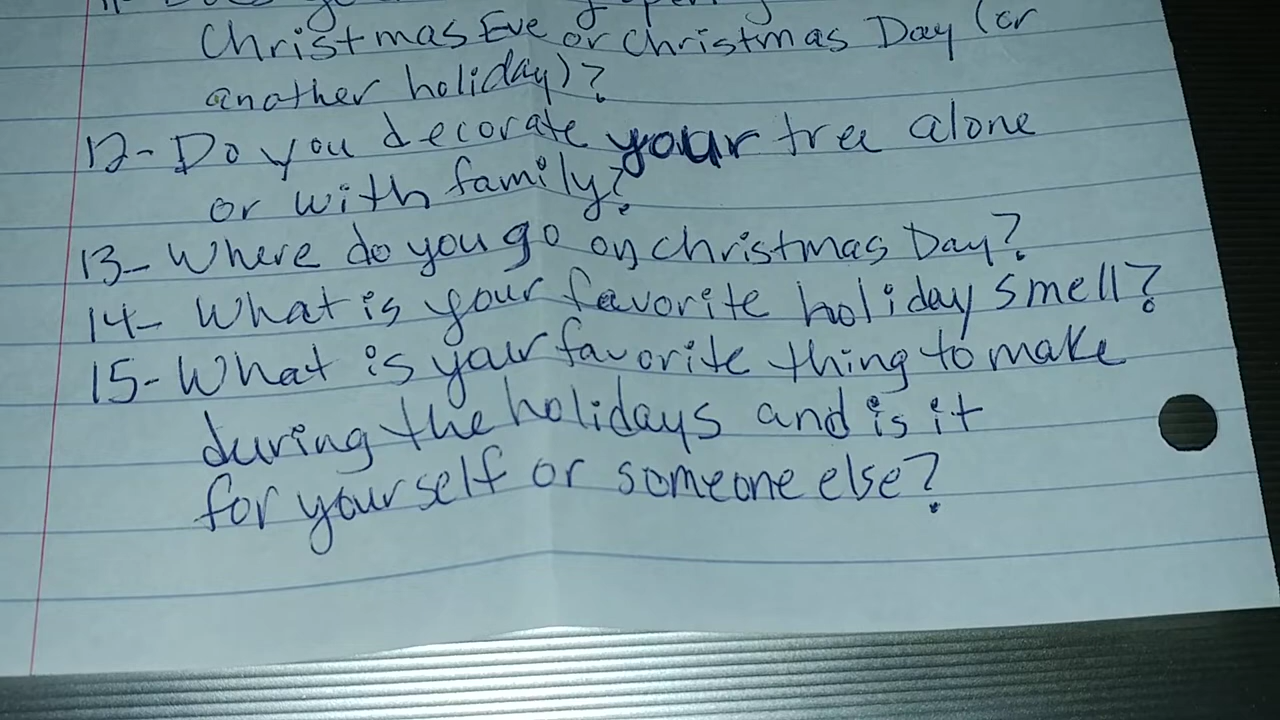 Christmas Eve or Christmas Day (or
another holiday)?
12- Do you decorate your tree alone
or with family?
13- Where do you go on Christmas Day?
14- What is your favorite holiday smell?
15- What is your favorite thing to make
during the holidays and is it
for yourself or someone else?